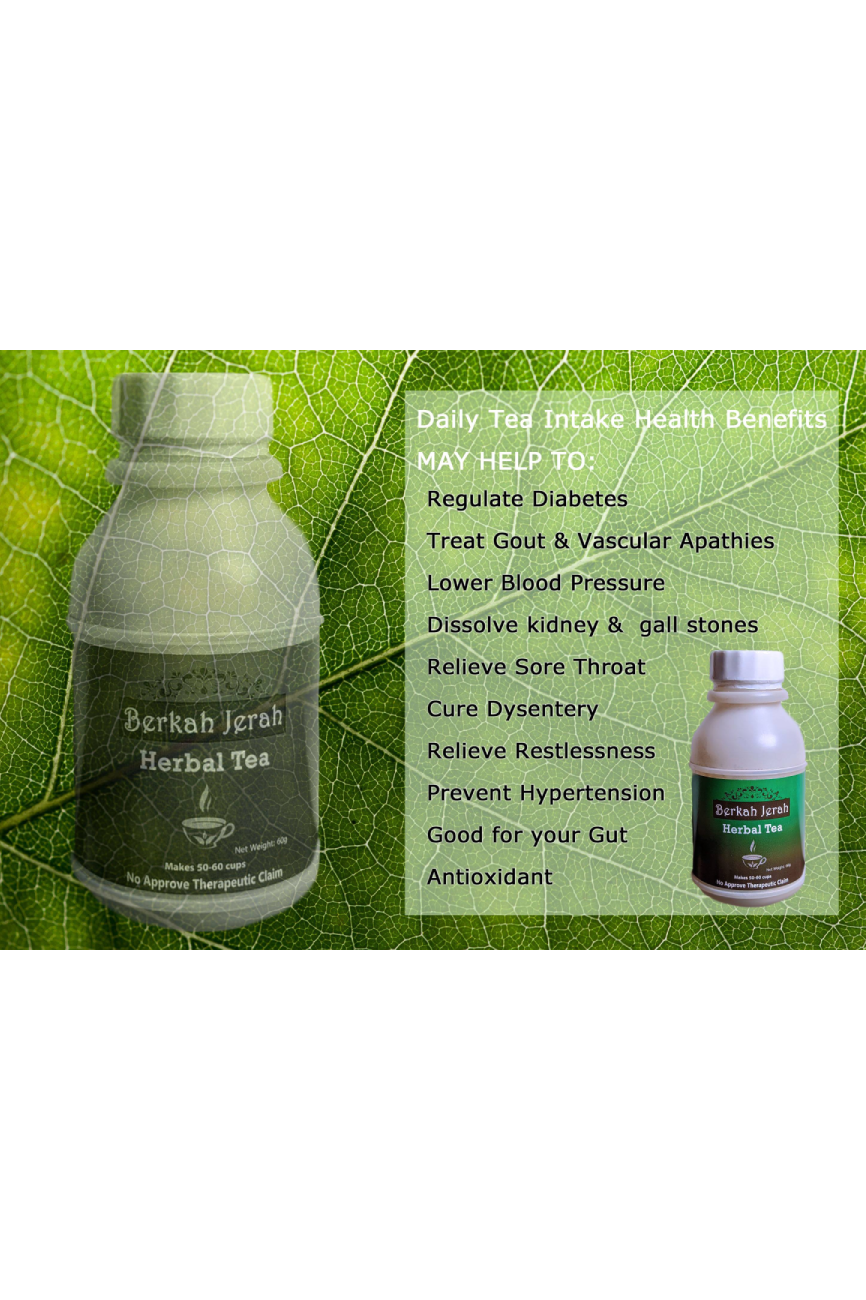 Daily Tea Intake Health Benefits
MAY HELP TO:
Regulate Diabetes
Treat Gout & Vascular Apathies
Lower Blood Pressure
Dissolve kidney & gall stones
Relieve Sore Throat
Cure Dysentery
Relieve Restlessness
Prevent Hypertension
Good for your Gut
Antioxidant
Berkah Jerah
Herbal Tea
Net Weight: 60g
Makes 50-60 cups
No Approve Therapeutic Claim
Berkah Jerah
Herbal Tea
Net Weight: 60g
Makes 50-60 cups
No Approve Therapeutic Claim